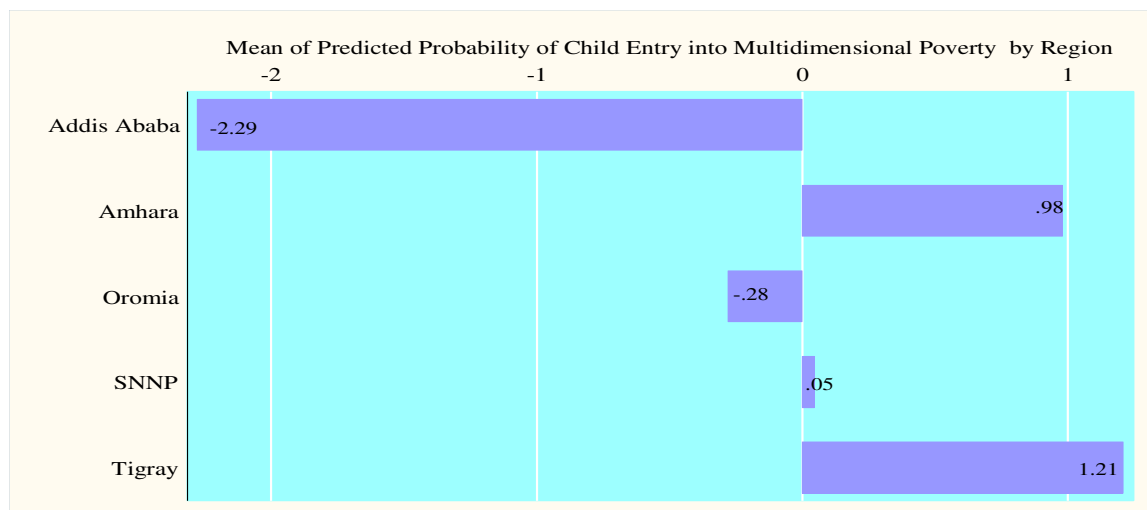 Mean of Predicted Probability of Child Entry into Multidimensional Poverty by Region
-2 -1 0 1
Addis Ababa -2.29
Amhara .98
Oromia -.28
SNNP .05
Tigray 1.21